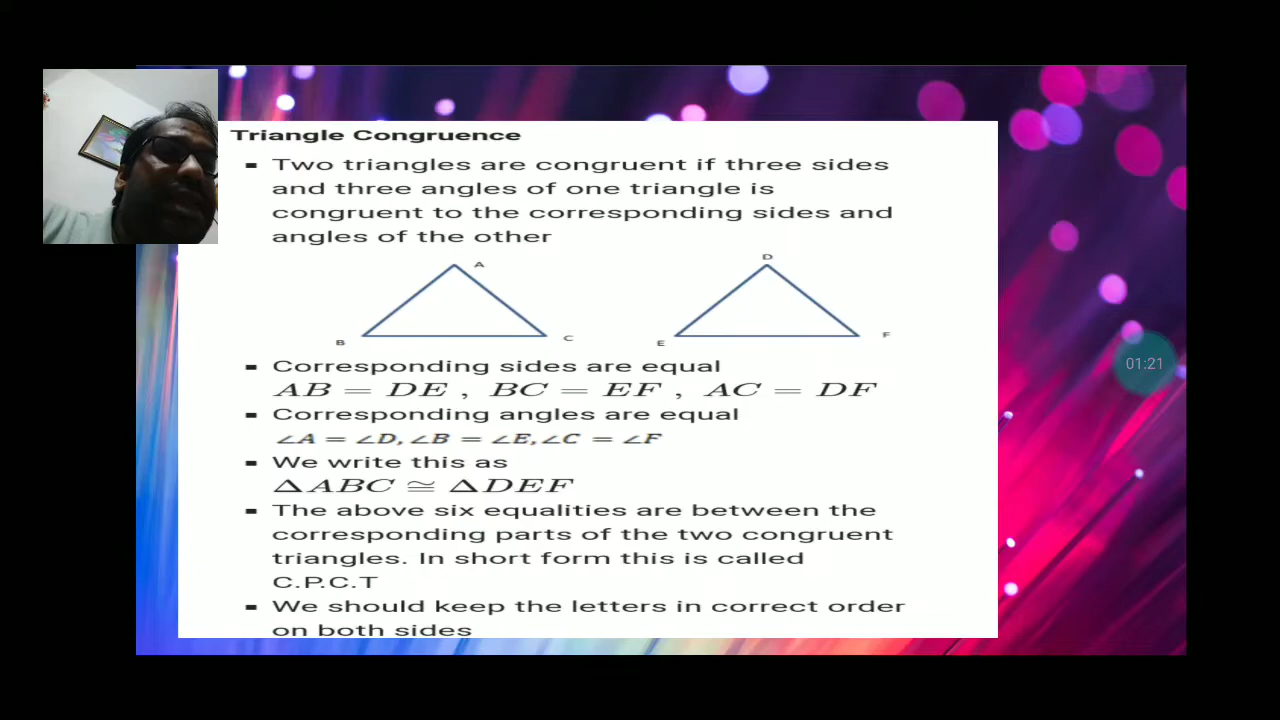 Triangle Congruence
▪ Two triangles are congruent if three sides
and three angles of one triangle is
congruent to the corresponding sides and
angles of the other
A
B
C
D
E
F
▪ Corresponding sides are equal
AB = DE , BC = EF , AC = DF
▪ Corresponding angles are equal
∠A = ∠D, ∠B = ∠E, ∠C = ∠F
▪ We write this as
ΔABC ≅ ΔDEF
▪ The above six equalities are between the
corresponding parts of the two congruent
triangles. In short form this is called
C.P.C.T
▪ We should keep the letters in correct order
on both sides
01:21